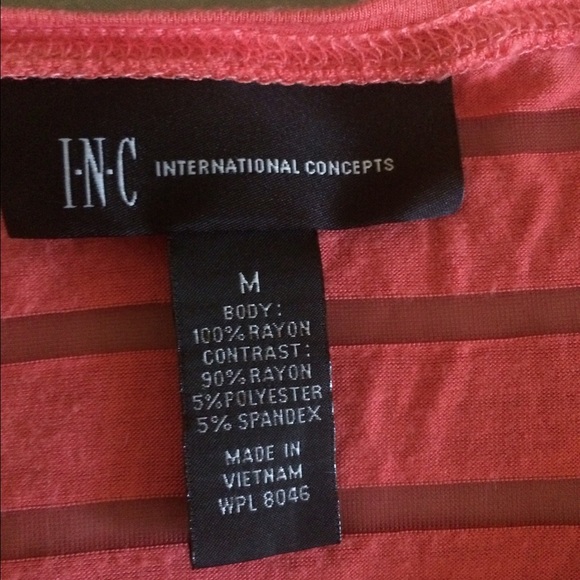 I·N·C INTERNATIONAL CONCEPTS
M
BODY:
100% RAYON
CONTRAST:
90% RAYON
5% POLYESTER
5% SPANDEX
MADE IN
VIETNAM
WPL 8046